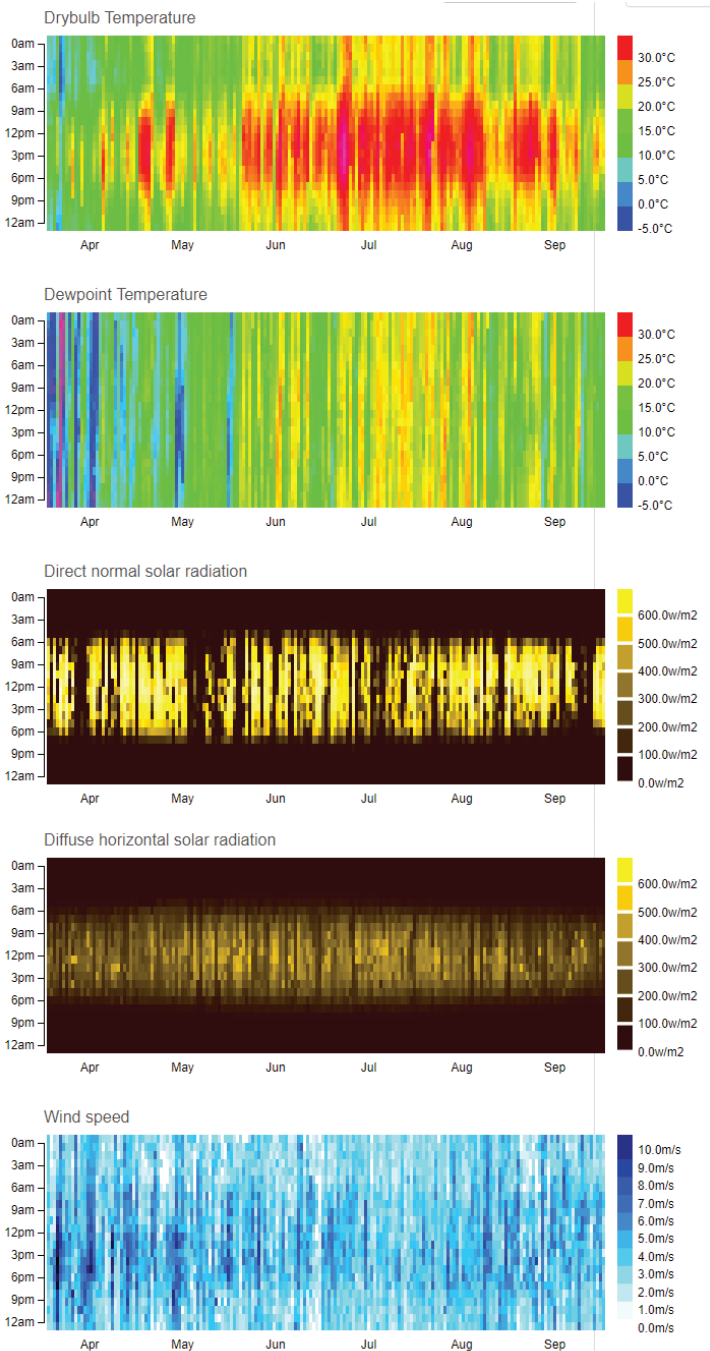 Drybulb Temperature
0am
3am
6am
9am
12pm
3pm
6pm
9pm
12am
30.0°C
25.0°C
20.0°C
15.0°C
10.0°C
5.0°C
0.0°C
-5.0°C
Apr May Jun Jul Aug Sep
Dewpoint Temperature
0am
3am
6am
9am
12pm
3pm
6pm
9pm
12am
30.0°C
25.0°C
20.0°C
15.0°C
10.0°C
5.0°C
0.0°C
-5.0°C
Apr May Jun Jul Aug Sep
Direct normal solar radiation
0am
3am
6am
9am
12pm
3pm
6pm
9pm
12am
600.0w/m2
500.0w/m2
400.0w/m2
300.0w/m2
200.0w/m2
100.0w/m2
0.0w/m2
Apr May Jun Jul Aug Sep
Diffuse horizontal solar radiation
0am
3am
6am
9am
12pm
3pm
6pm
9pm
12am
600.0w/m2
500.0w/m2
400.0w/m2
300.0w/m2
200.0w/m2
100.0w/m2
0.0w/m2
Apr May Jun Jul Aug Sep
Wind speed
0am
3am
6am
9am
12pm
3pm
6pm
9pm
12am
10.0m/s
9.0m/s
8.0m/s
7.0m/s
6.0m/s
5.0m/s
4.0m/s
3.0m/s
2.0m/s
1.0m/s
0.0m/s
Apr May Jun Jul Aug Sep